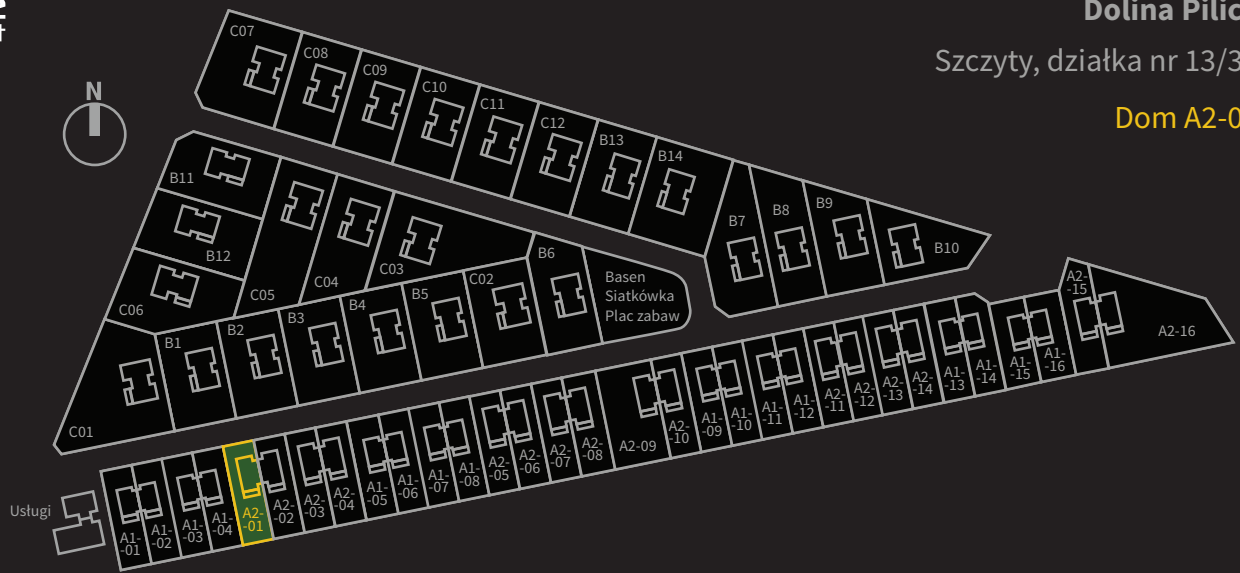 Dolina Pilic
Szczyty, działka nr 13/3
Dom A2-0
N
C07
C08
C09
C10
C11
C12
B13
B14
B7
B8
B9
B10
B11
B12
C06
C05
C04
C03
B6
Basen
Siatkówka
Plac zabaw
C01
B1
B2
B3
B4
B5
C02
Usługi
A1-
-01
A1-
-02
A1-
-03
A1-
-04
A2-
-01
A2-
-02
A2-
-03
A2-
-04
A1-
-05
A1-
-06
A1-
-07
A1-
-08
A2-
-05
A2-
-06
A2-
-07
A2-
-08
A2-09
A2-
-10
A1-
-09
A1-
-10
A1-
-11
A1-
-12
A2-
-11
A2-
-12
A2-
-13
A2-
-14
A1-
-13
A1-
-14
A1-
-15
A1-
-16
A2-
-15
A2-16